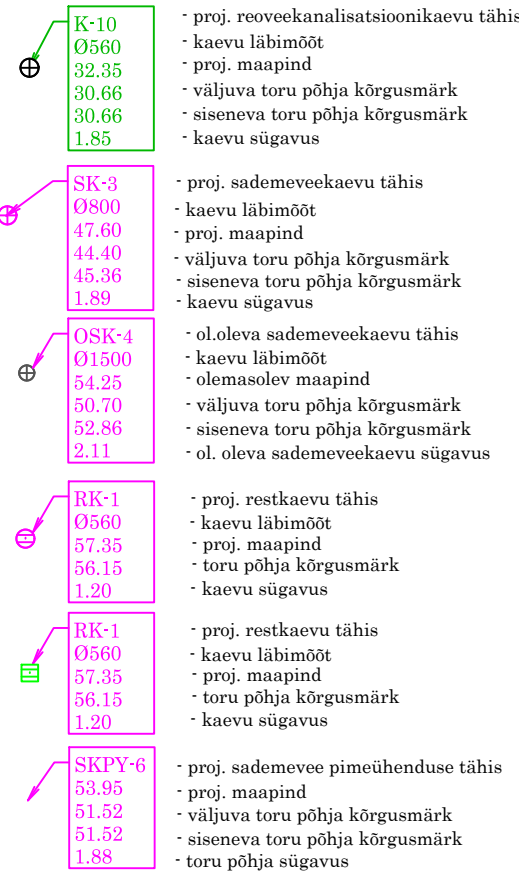 K-10 - proj. reoveekanalisatsioonikaevu tähis
Ø560 - kaevu läbimõõt
32.35 - proj. maapind
30.66 - väljuva toru põhja kõrgusmärk
30.66 - siseneva toru põhja kõrgusmärk
1.85 - kaevu sügavus
SK-3 - proj. sademeveekaevu tähis
Ø800 - kaevu läbimõõt
47.60 - proj. maapind
44.40 - väljuva toru põhja kõrgusmärk
45.36 - siseneva toru põhja kõrgusmärk
1.89 - kaevu sügavus
OSK-4 - ol.oleva sademeveekaevu tähis
Ø1500 - kaevu läbimõõt
54.25 - olemasolev maapind
50.70 - väljuva toru põhja kõrgusmärk
52.86 - siseneva toru põhja kõrgusmärk
2.11 - ol. oleva sademeveekaevu sügavus
RK-1 - proj. restkaevu tähis
Ø560 - kaevu läbimõõt
57.35 - proj. maapind
56.15 - toru põhja kõrgusmärk
1.20 - kaevu sügavus
RK-1 - proj. restkaevu tähis
Ø560 - kaevu läbimõõt
57.35 - proj. maapind
56.15 - toru põhja kõrgusmärk
1.20 - kaevu sügavus
SKPY-6 - proj. sademevee pimeühenduse tähis
53.95 - proj. maapind
51.52 - väljuva toru põhja kõrgusmärk
51.52 - siseneva toru põhja kõrgusmärk
1.88 - toru põhja sügavus